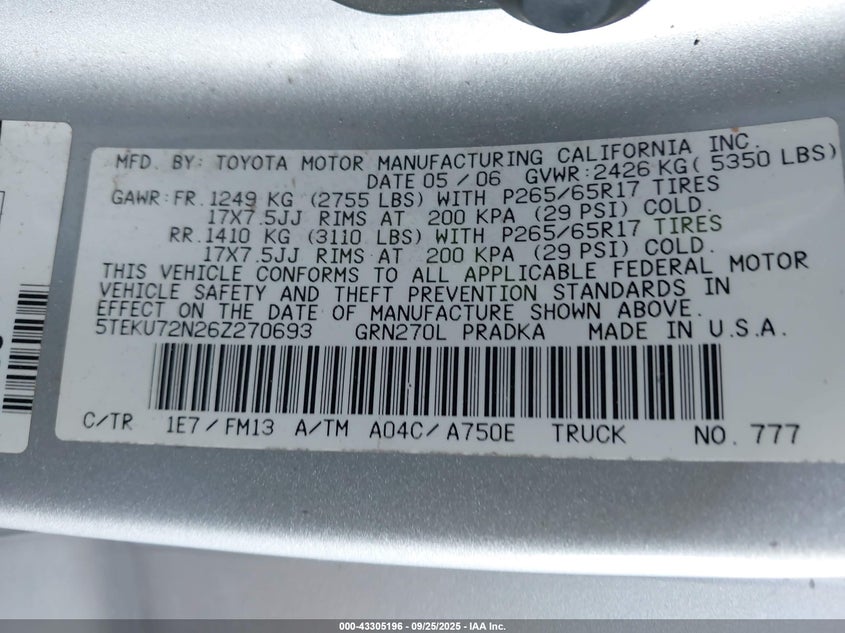 MFD. BY: TOYOTA MOTOR MANUFACTURING CALIFORNIA INC.
DATE 05 / 06 GVWR: 2426 KG ( 5350 LBS)
GAWR: FR. 1249 KG (2755 LBS) WITH P265/65R17 TIRES
17X7.5JJ RIMS AT 200 KPA (29 PSI) COLD.
RR. 1410 KG (3110 LBS) WITH P265/65R17 TIRES
17X7.5JJ RIMS AT 200 KPA (29 PSI) COLD.
THIS VEHICLE CONFORMS TO ALL APPLICABLE FEDERAL MOTOR
VEHICLE SAFETY AND THEFT PREVENTION STANDARDS IN
EFFECT ON THE DATE OF MANUFACTURE SHOWN ABOVE.
5TEKU72N26Z270693 GRN270L PRADKA MADE IN U.S.A.
C/TR 1E7 / FM13 A/TM A04C/ A750E TRUCK NO. 777
000-43305196 - 09/25/2025 - IAA Inc.